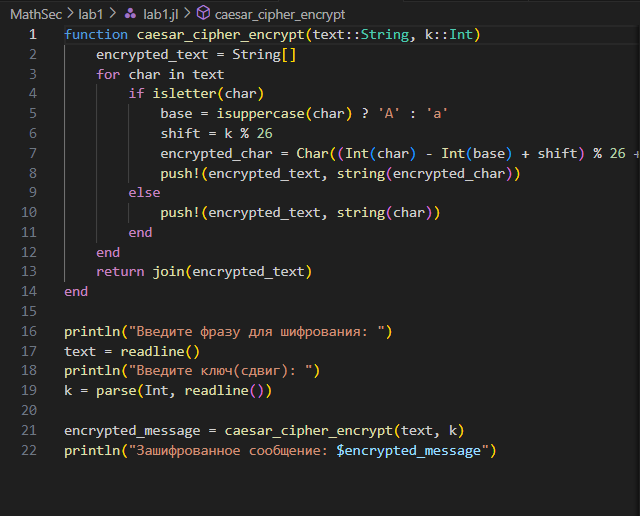 MathSec > lab1 > lab1.jl > caesar_cipher_encrypt
1 function caesar_cipher_encrypt(text::String, k::Int)
2 encrypted_text = String[]
3 for char in text
4 if isletter(char)
5 base = isuppercase(char) ? 'A' : 'a'
6 shift = k % 26
7 encrypted_char = Char((Int(char) - Int(base) + shift) % 26 +
8 push!(encrypted_text, string(encrypted_char))
9 else
10 push!(encrypted_text, string(char))
11 end
12 end
13 return join(encrypted_text)
14 end
15
16 println("Введите фразу для шифрования: ")
17 text = readline()
18 println("Введите ключ(сдвиг): ")
19 k = parse(Int, readline())
20
21 encrypted_message = caesar_cipher_encrypt(text, k)
22 println("Зашифрованное сообщение: $encrypted_message")